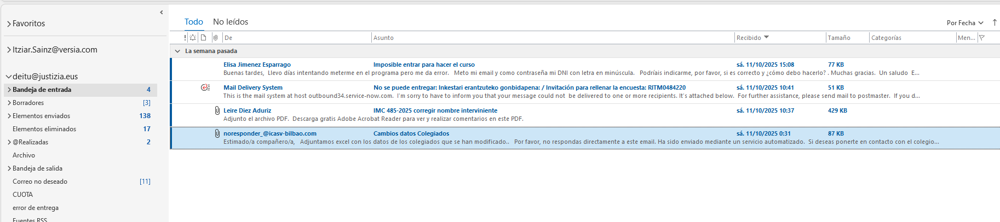 Favoritos
Itziar.Sainz@versia.com
deitu@justizia.eus
Bandeja de entrada 4
Borradores [3]
Elementos enviados 138
Elementos eliminados 17
@Realizadas 2
Archivo
Bandeja de salida
Correo no deseado [11]
CUOTA
error de entrega
Fuentes RSS
Todo No leídos Por Fecha
! De Asunto Recibido Tamaño Categorías Men...
La semana pasada
Elisa Jimenez Esparrago Imposible entrar para hacer el curso sá. 11/10/2025 15:08 77 KB
Buenas tardes, Llevo días intentando meterme en el programa pero me da error. Meto mi email y como contraseña mi DNI con letra en minúscula. Podríais indicarme, por favor, si es correcto y ¿cómo debo hacerlo? . Muchas gracias. Un saludo E...
Mail Delivery System No se puede entregar: Inkestari erantzuteko gonbidapena: / Invitación para rellenar la encuesta: RITM0484220 sá. 11/10/2025 10:41 51 KB
This is the mail system at host outbound34.service-now.com. I'm sorry to have to inform you that your message could not be delivered to one or more recipients. It's attached below. For further assistance, please send mail to postmaster. If you d...
Leire Diez Aduriz IMC 485-2025 corregir nombre interviniente sá. 11/10/2025 10:37 429 KB
Adjunto el archivo PDF. Descarga gratis Adobe Acrobat Reader para ver y realizar comentarios en este PDF.
noresponder_@icasv-bilbao.com Cambios datos Colegiados sá. 11/10/2025 0:31 87 KB
Estimado/a compañero/a, Adjuntamos excel con los datos de los colegiados que se han modificado.. Por favor, no respondas directamente a este email. Ha sido enviado mediante un servicio automatizado. Si deseas ponerte en contacto con el colegio...